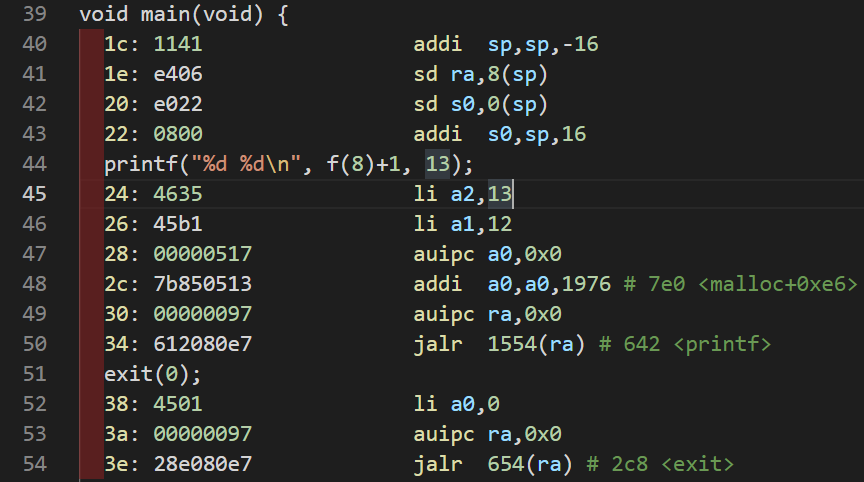 39 void main(void) {
40 1c: 1141 addi sp,sp,-16
41 1e: e406 sd ra,8(sp)
42 20: e022 sd s0,0(sp)
43 22: 0800 addi s0,sp,16
44 printf("%d %d\n", f(8)+1, 13);
45 24: 4635 li a2,13
46 26: 45b1 li a1,12
47 28: 00000517 auipc a0,0x0
48 2c: 7b850513 addi a0,a0,1976 # 7e0 <malloc+0xe6>
49 30: 00000097 auipc ra,0x0
50 34: 612080e7 jalr 1554(ra) # 642 <printf>
51 exit(0);
52 38: 4501 li a0,0
53 3a: 00000097 auipc ra,0x0
54 3e: 28e080e7 jalr 654(ra) # 2c8 <exit>